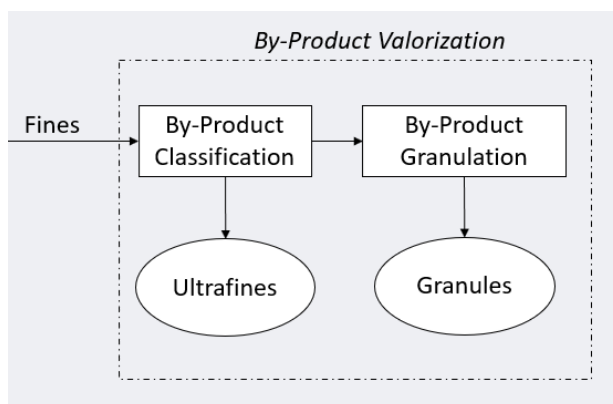 By-Product Valorization
Fines
By-Product
Classification
By-Product
Granulation
Ultrafines
Granules